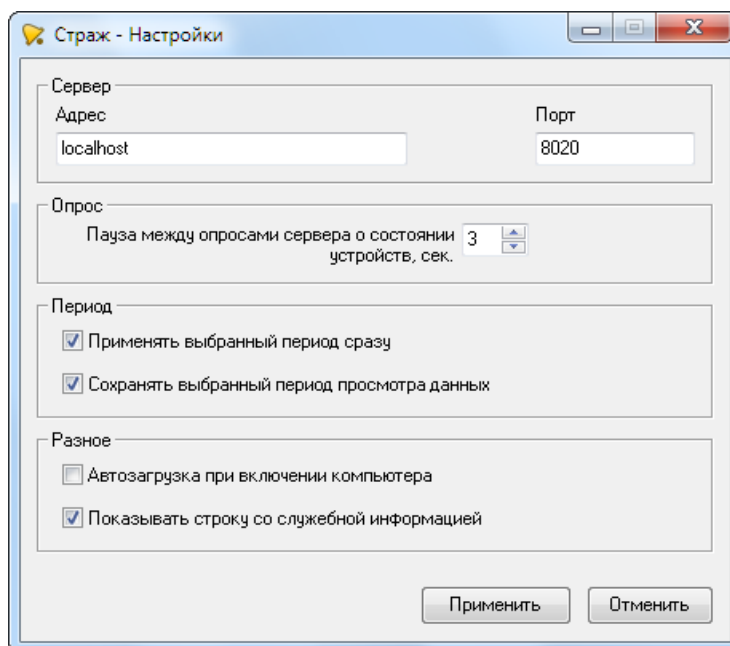 Страж - Настройки
Сервер
Адрес
Порт
localhost
8020
Опрос
Пауза между опросами сервера о состоянии
устройств, сек.
3
Период
Применять выбранный период сразу
Сохранять выбранный период просмотра данных
Разное
Автозагрузка при включении компьютера
Показывать строку со служебной информацией
Применить
Отменить